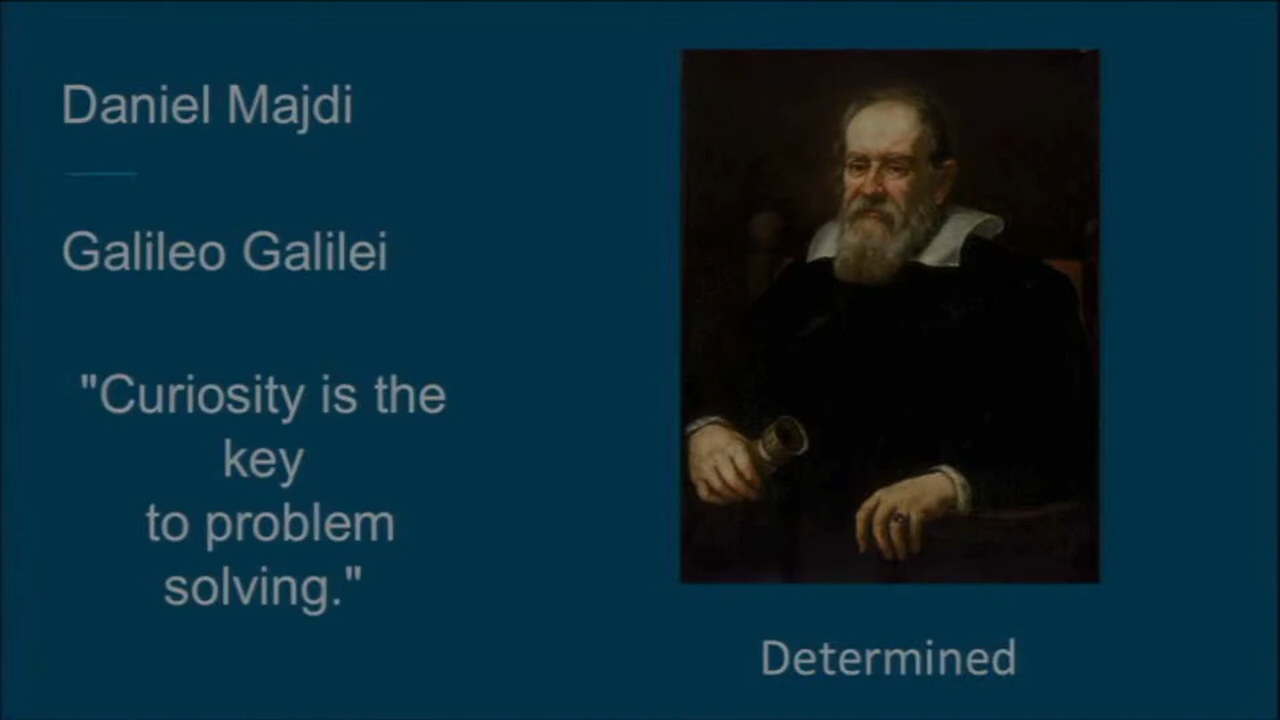 Daniel Majdi
Galileo Galilei
"Curiosity is the
key
to problem
solving."
Determined